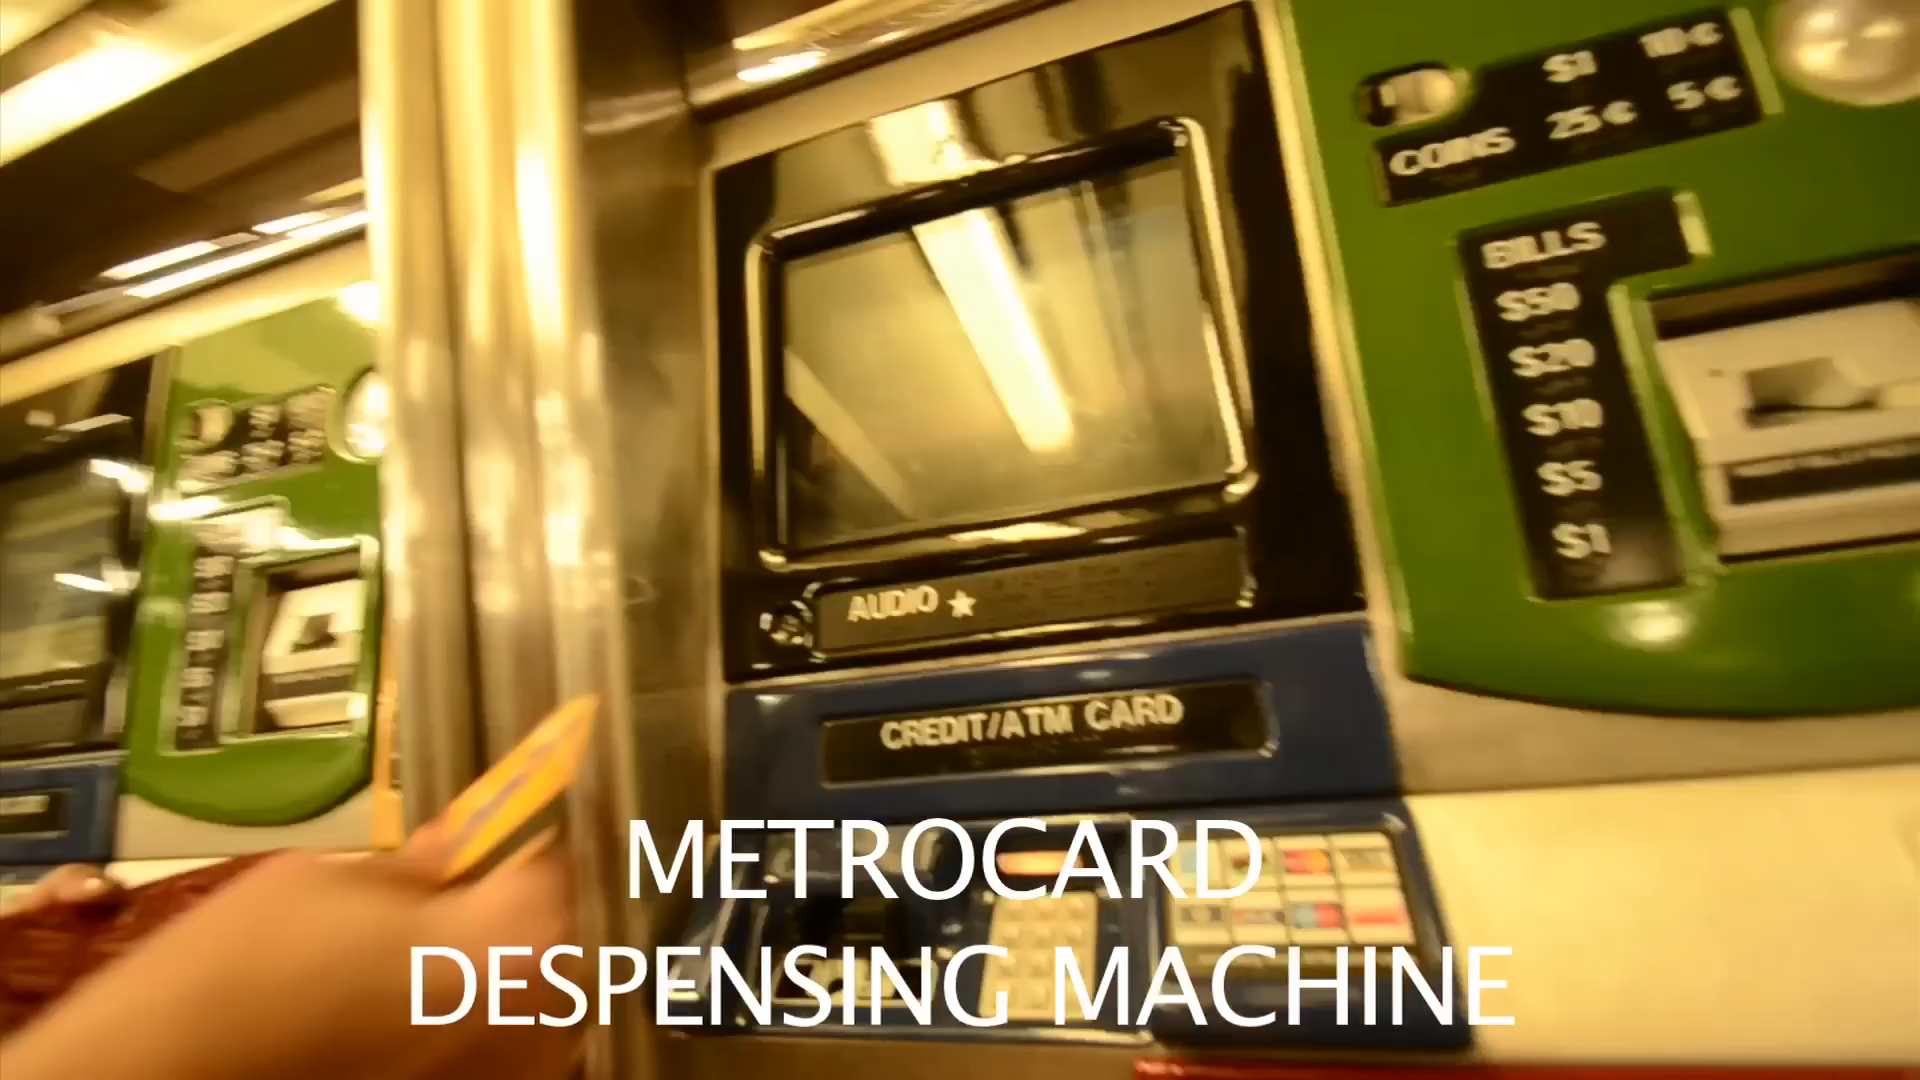 $1 10¢
COINS 25¢ 5¢
BILLS
$50
$20
$10
$5
$1
AUDIO ★
CREDIT/ATM CARD
METROCARD
DESPENSING MACHINE